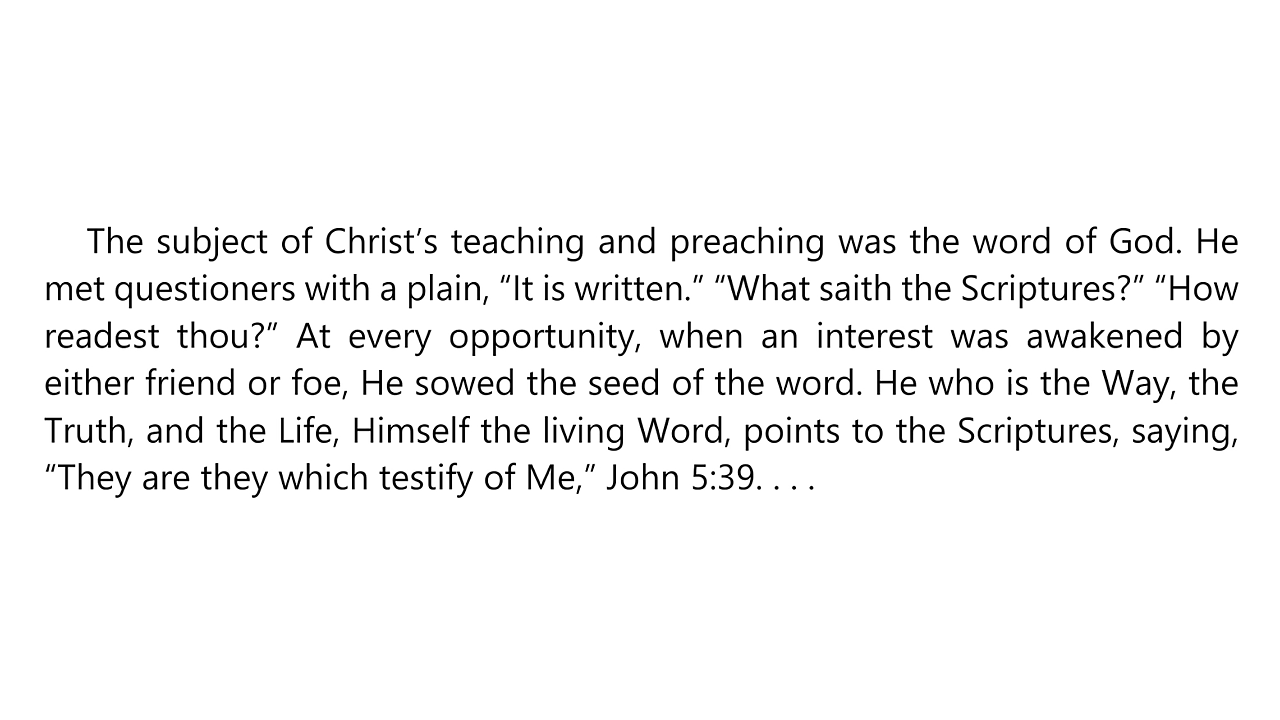 The subject of Christ’s teaching and preaching was the word of God. He
met questioners with a plain, “It is written.” “What saith the Scriptures?” “How
readest thou?” At every opportunity, when an interest was awakened by
either friend or foe, He sowed the seed of the word. He who is the Way, the
Truth, and the Life, Himself the living Word, points to the Scriptures, saying,
“They are they which testify of Me,” John 5:39. . . .